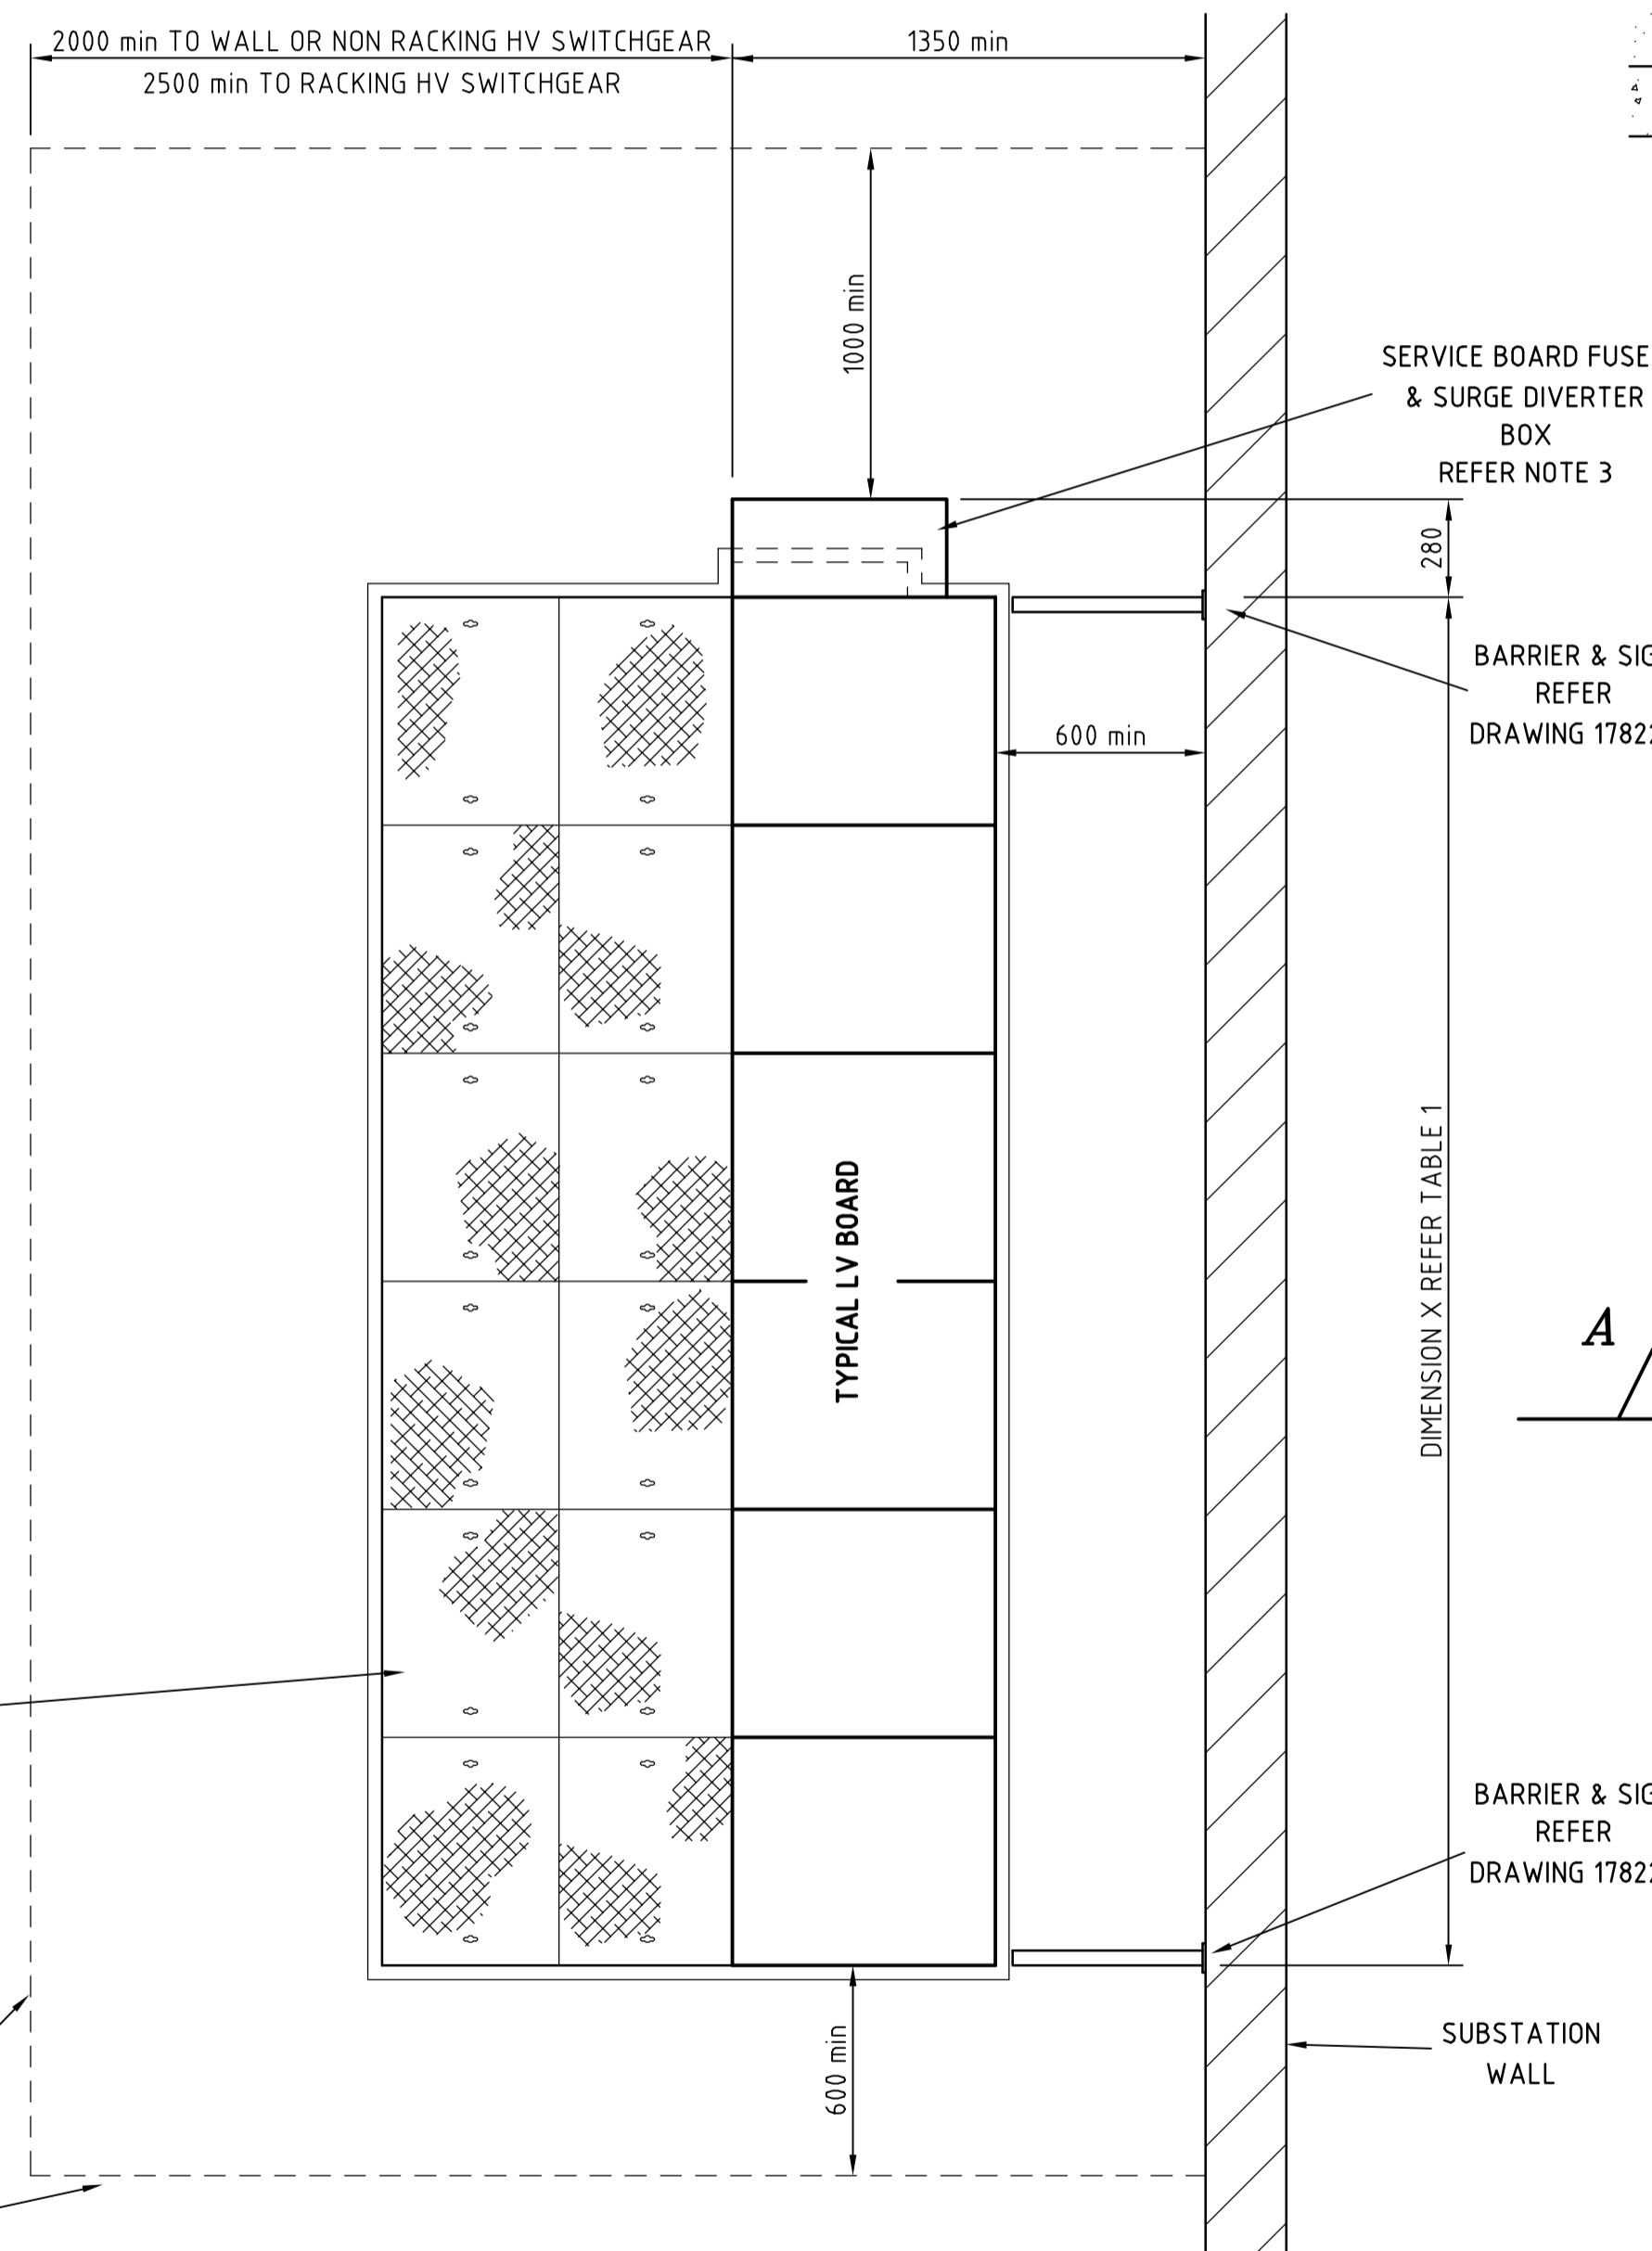 2000 min TO WALL OR NON RACKING HV SWITCHGEAR
2500 min TO RACKING HV SWITCHGEAR
1350 min
1000 min
SERVICE BOARD FUSE
& SURGE DIVERTER
BOX
REFER NOTE 3
280
BARRIER & SIG
REFER
DRAWING 1782
600 min
TYPICAL LV BOARD
DIMENSION X REFER TABLE 1
A
BARRIER & SIG
REFER
DRAWING 1782
SUBSTATION
WALL
600 min